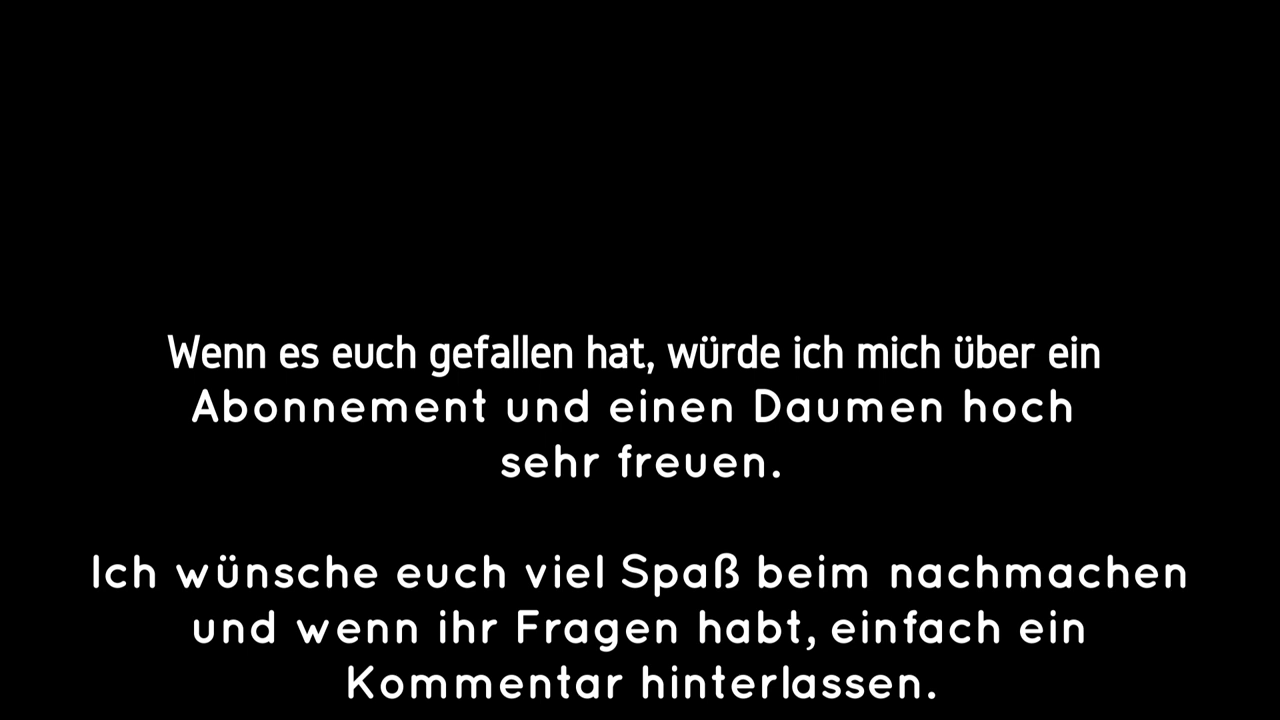 Wenn es euch gefallen hat, würde ich mich über ein
Abonnement und einen Daumen hoch
sehr freuen.
Ich wünsche euch viel Spaß beim nachmachen
und wenn ihr Fragen habt, einfach ein
Kommentar hinterlassen.